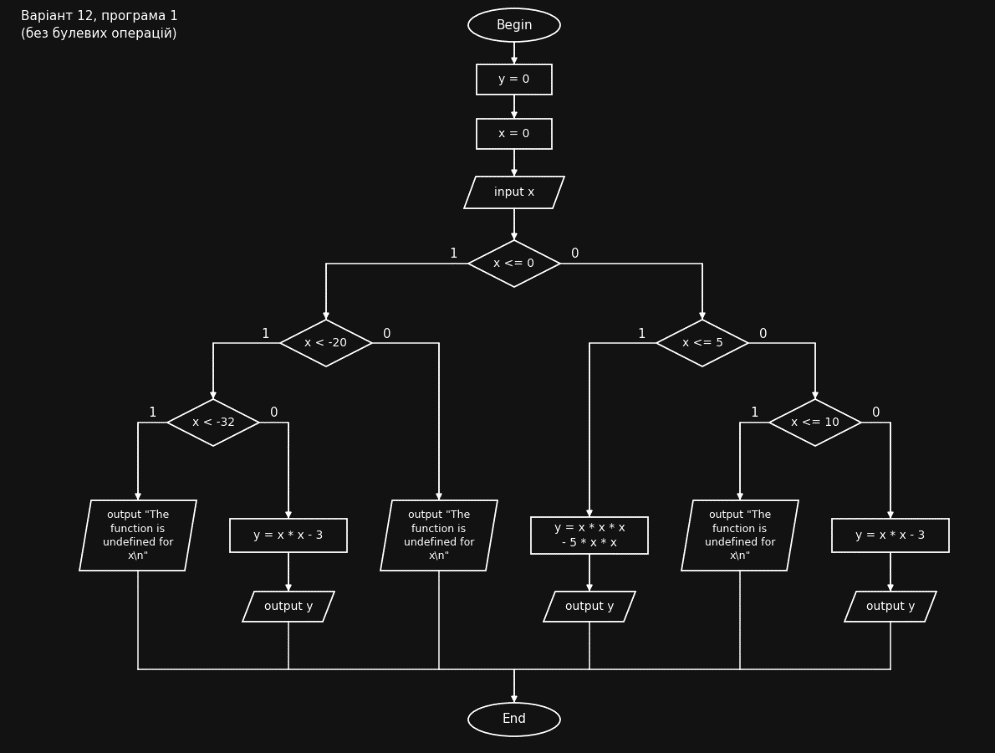 Варіант 12, програма 1
(без булевих операцій)
Begin
y = 0
x = 0
input x
x <= 0
1
0
x < -20
1
0
x <= 5
1
0
x < -32
1
0
x <= 10
1
0
output "The
function is
undefined for
x\n"
y = x * x - 3
output "The
function is
undefined for
x\n"
y = x * x * x
- 5 * x * x
output "The
function is
undefined for
x\n"
y = x * x - 3
output y
output y
output y
End